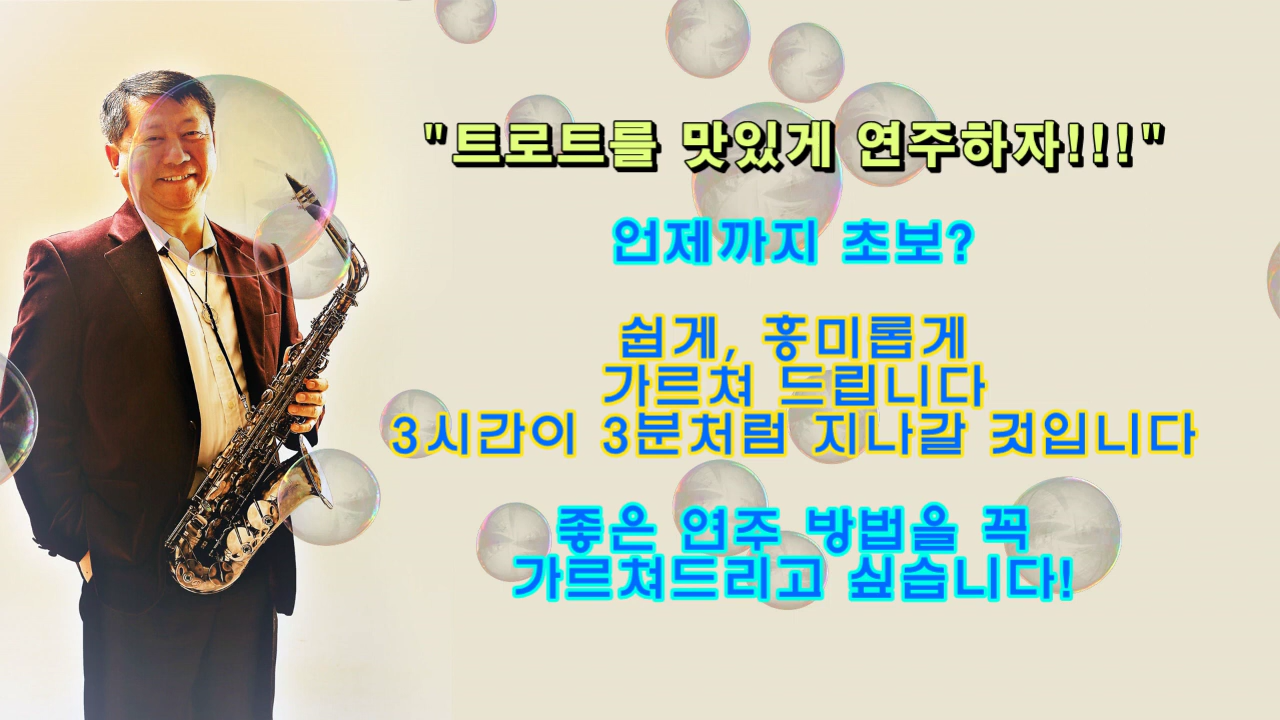 "트로트를 맛있게 연주하자!!!"
언제까지 초보?
쉽게, 흥미롭게
가르쳐 드립니다
3시간이 3분처럼 지나갈 것입니다
좋은 연주 방법을 꼭
가르쳐드리고 싶습니다!